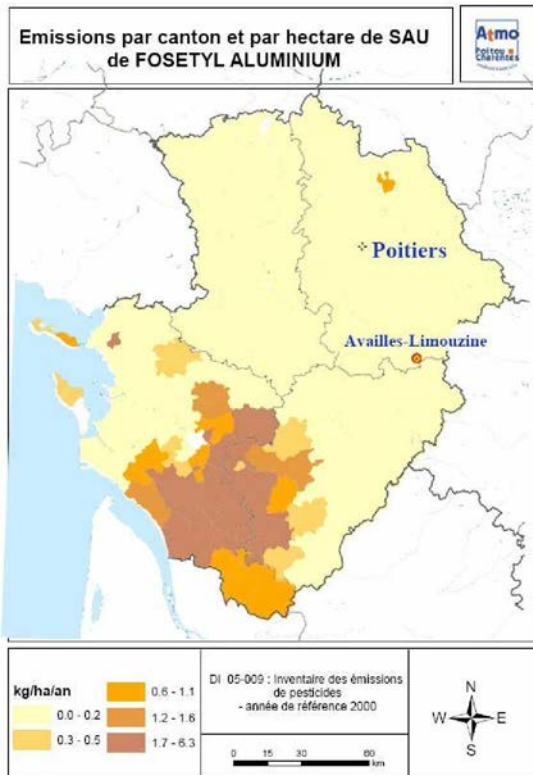 Emissions par canton et par hectare de SAU
de FOSETYL ALUMINIUM
Atmo
Poitou
Charentes
Poitiers
Availles-Limouzine
kg/ha/an
0.0 - 0.2
0.3 - 0.5
0.6 - 1.1
1.2 - 1.6
1.7 - 6.3
DI 05-009 : Inventaire des émissions
de pesticides
- année de référence 2000
0 15 30 60
km
N
W E
S